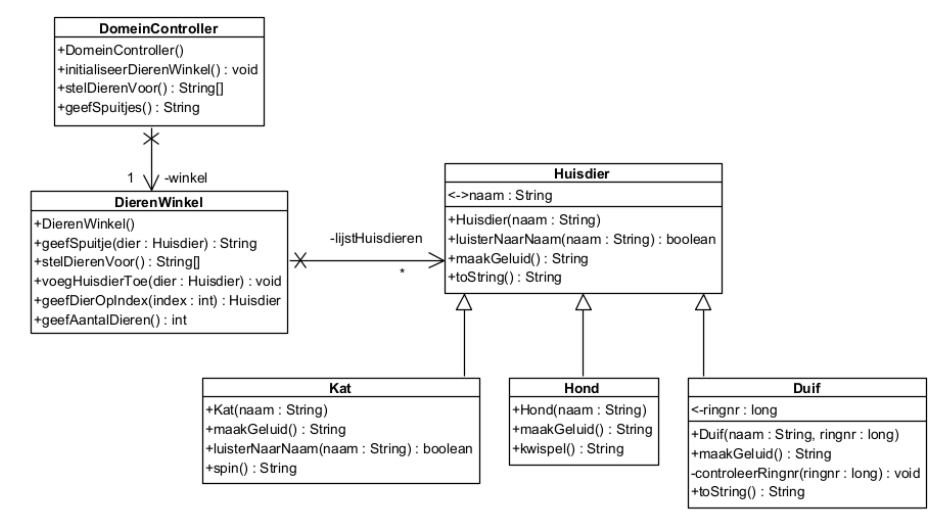 DomeinController
+DomeinController()
+initialiseerDierenWinkel() : void
+stelDierenVoor() : String[]
+geefSpuitjes() : String
1 -winkel
DierenWinkel
+DierenWinkel()
+geefSpuitje(dier : Huisdier) : String
+stelDierenVoor() : String[]
+voegHuisdierToe(dier : Huisdier) : void
+geefDierOpIndex(index : int) : Huisdier
+geefAantalDieren() : int
-lijstHuisdieren
*
Huisdier
<->naam : String
+Huisdier(naam : String)
+luisterNaarNaam(naam : String) : boolean
+maakGeluid() : String
+toString() : String
Kat
+Kat(naam : String)
+maakGeluid() : String
+luisterNaarNaam(naam : String) : boolean
+spin() : String
Hond
+Hond(naam : String)
+maakGeluid() : String
+kwispel() : String
Duif
<-ringnr : long
+Duif(naam : String, ringnr : long)
+maakGeluid() : String
-controleerRingnr(ringnr : long) : void
+toString() : String